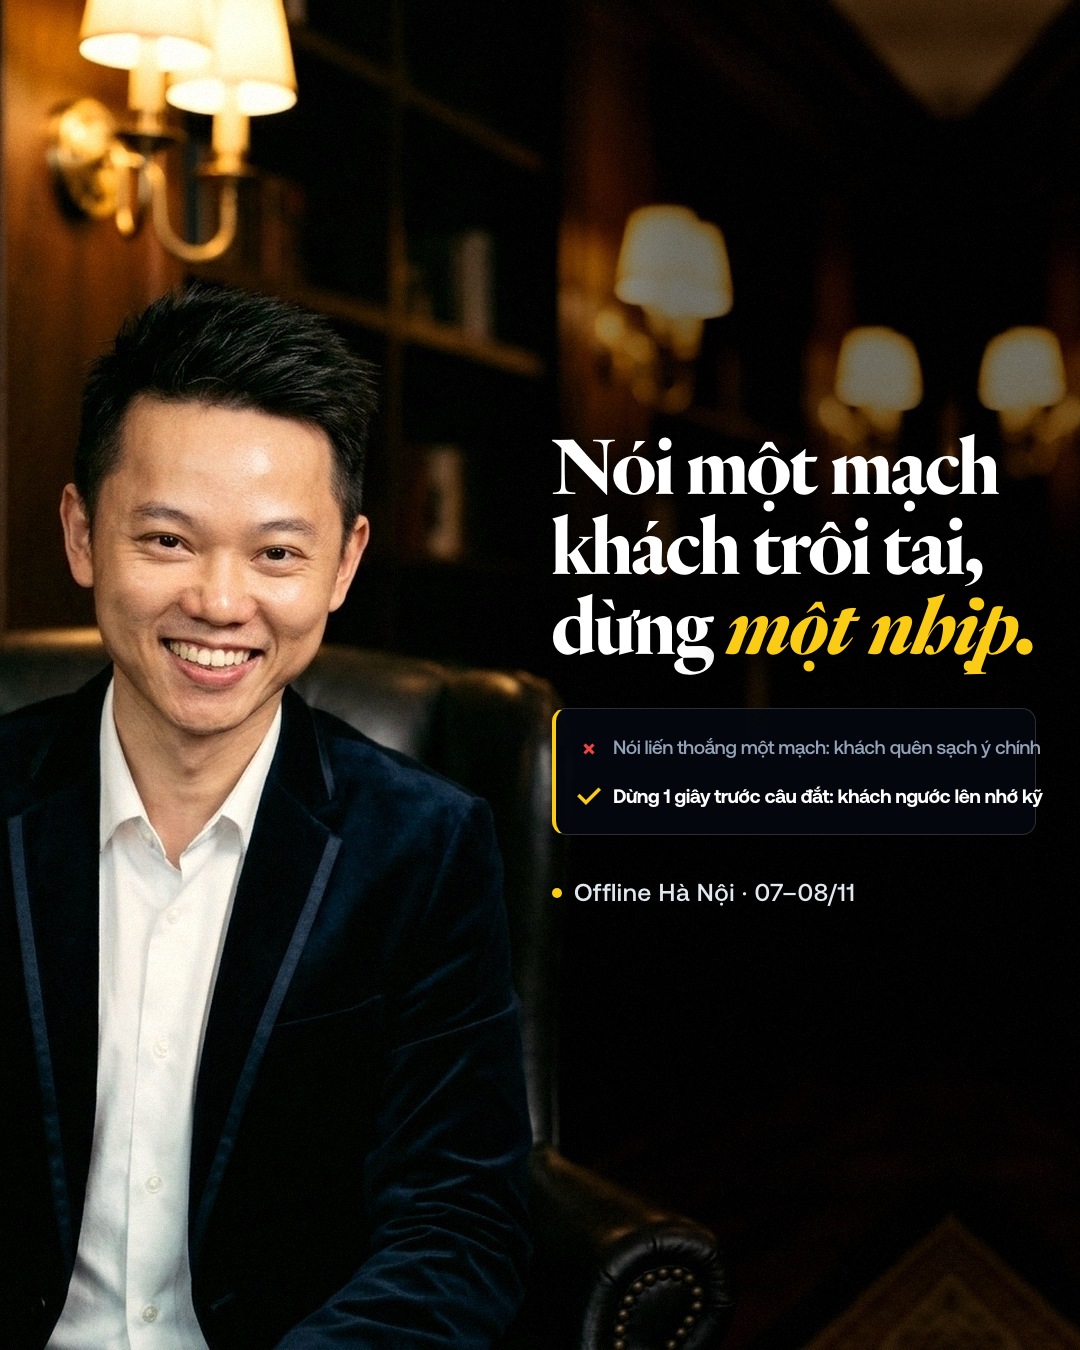 Nói một mạch
khách trôi tai,
dừng một nhịp.
Nói liến thoắng một mạch: khách quên sạch ý chính
Dừng 1 giây trước câu đắt: khách ngước lên nhớ kỹ
Offline Hà Nội · 07–08/11